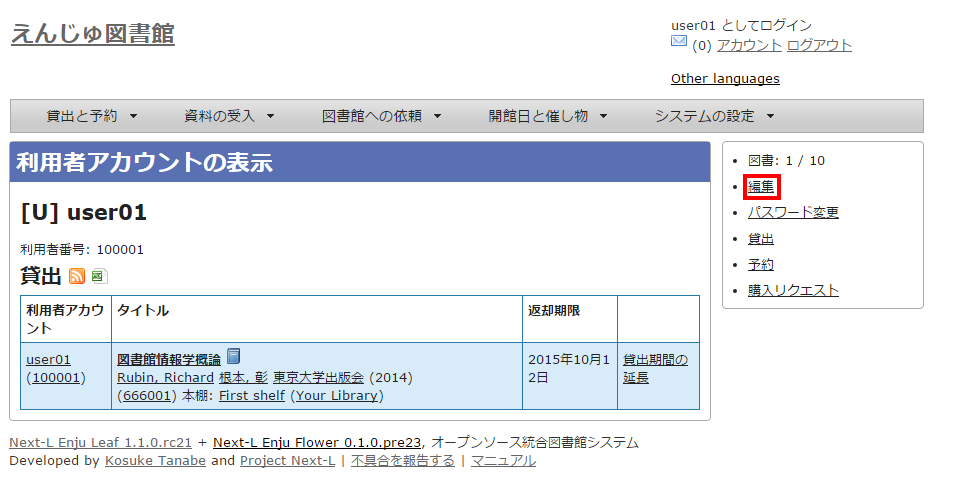 えんじゅ図書館
user01 としてログイン
(0) アカウント ログアウト
Other languages
貸出と予約 資料の受入 図書館への依頼 開館日と催し物 システムの設定
利用者アカウントの表示
[U] user01
利用者番号: 100001
貸出
利用者アカウ
ント
タイトル
返却期限
user01
(100001)
図書館情報学概論
Rubin, Richard 根本, 彰 東京大学出版会 (2014)
(666001) 本棚: First shelf (Your Library)
2015年10月1
2日
貸出期間の
延長
図書: 1 / 10
編集
パスワード変更
貸出
予約
購入リクエスト
Next-L Enju Leaf 1.1.0.rc21 + Next-L Enju Flower 0.1.0.pre23, オープンソース統合図書館システム
Developed by Kosuke Tanabe and Project Next-L | 不具合を報告する | マニュアル